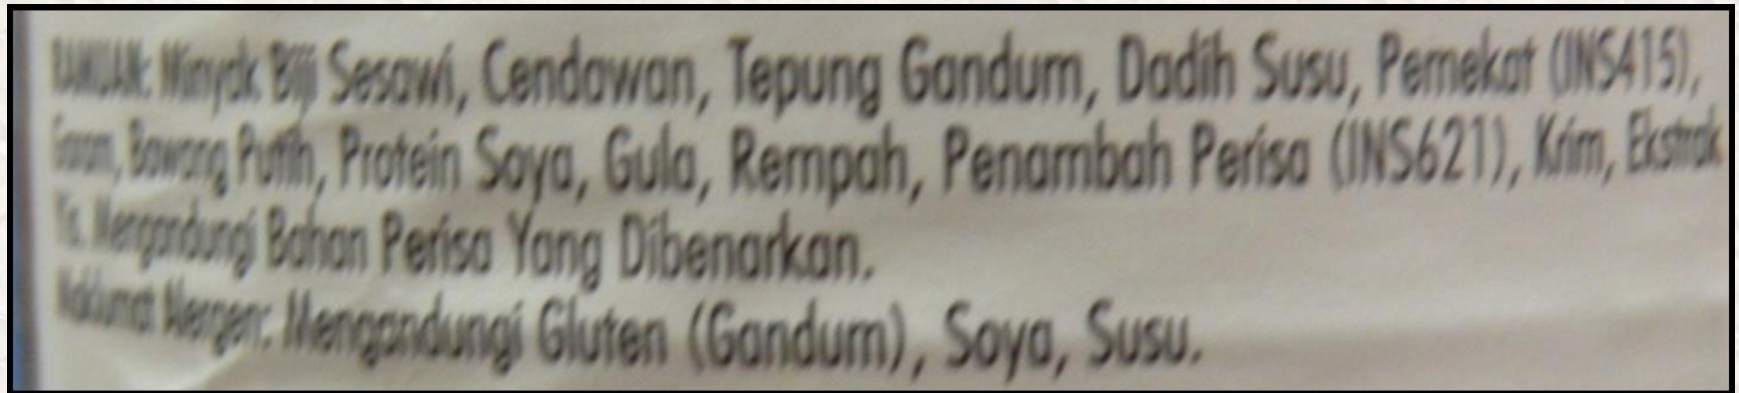 RAMUAN: Minyak Biji Sesawi, Cendawan, Tepung Gandum, Dadih Susu, Pemekat (INS415),
Garam, Bawang Putih, Protein Soya, Gula, Rempah, Penambah Perisa (INS621), Krim, Ekstrak
Yis. Mengandungi Bahan Perisa Yang Dibenarkan.
Maklumat Alergen: Mengandungi Gluten (Gandum), Soya, Susu.